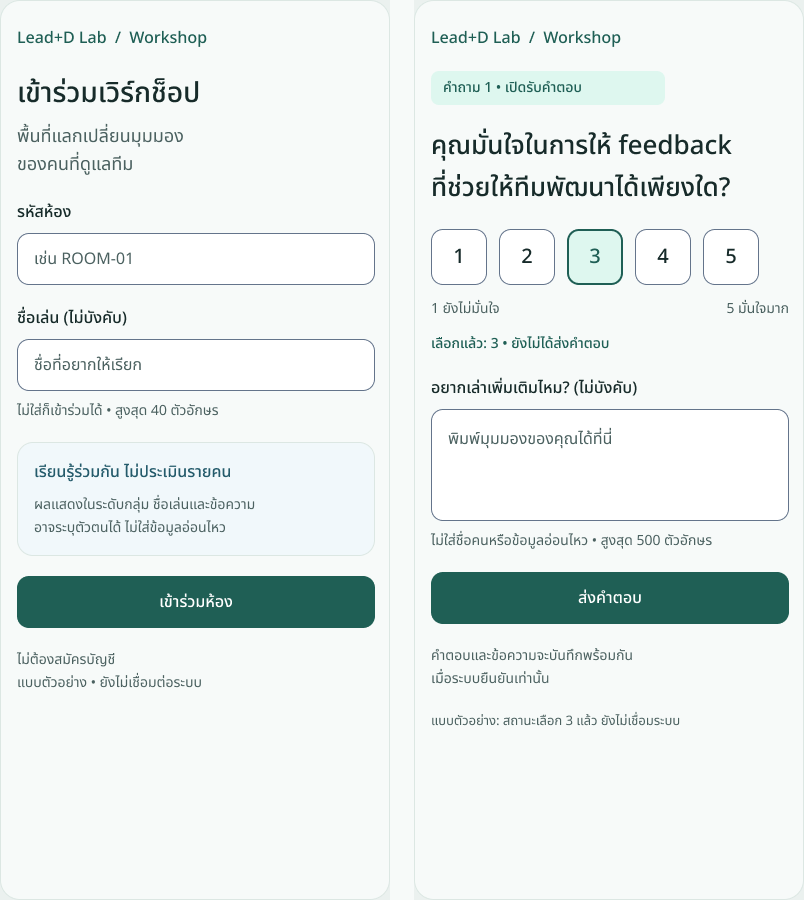 Lead+D Lab / Workshop
เข้าร่วมเวิร์กช็อป
พื้นที่แลกเปลี่ยนมุมมอง
ของคนที่ดูแลทีม
รหัสห้อง
เช่น ROOM-01
ชื่อเล่น (ไม่บังคับ)
ชื่อที่อยากให้เรียก
ไม่ใส่ก็เข้าร่วมได้ • สูงสุด 40 ตัวอักษร
เรียนรู้ร่วมกัน ไม่ประเมินรายคน
ผลแสดงในระดับกลุ่ม ชื่อเล่นและข้อความ
อาจระบุตัวตนได้ ไม่ใส่ข้อมูลอ่อนไหว
เข้าร่วมห้อง
ไม่ต้องสมัครบัญชี
แบบตัวอย่าง • ยังไม่เชื่อมต่อระบบ
Lead+D Lab / Workshop
คำถาม 1 • เปิดรับคำตอบ
คุณมั่นใจในการให้ feedback
ที่ช่วยให้ทีมพัฒนาได้เพียงใด?
1 2 3 4 5
1 ยังไม่มั่นใจ 5 มั่นใจมาก
เลือกแล้ว: 3 • ยังไม่ได้ส่งคำตอบ
อยากเล่าเพิ่มเติมไหม? (ไม่บังคับ)
พิมพ์มุมมองของคุณได้ที่นี่
ไม่ใส่ชื่อคนหรือข้อมูลอ่อนไหว • สูงสุด 500 ตัวอักษร
ส่งคำตอบ
คำตอบและข้อความจะบันทึกพร้อมกัน
เมื่อระบบยืนยันเท่านั้น
แบบตัวอย่าง: สถานะเลือก 3 แล้ว ยังไม่เชื่อมระบบ